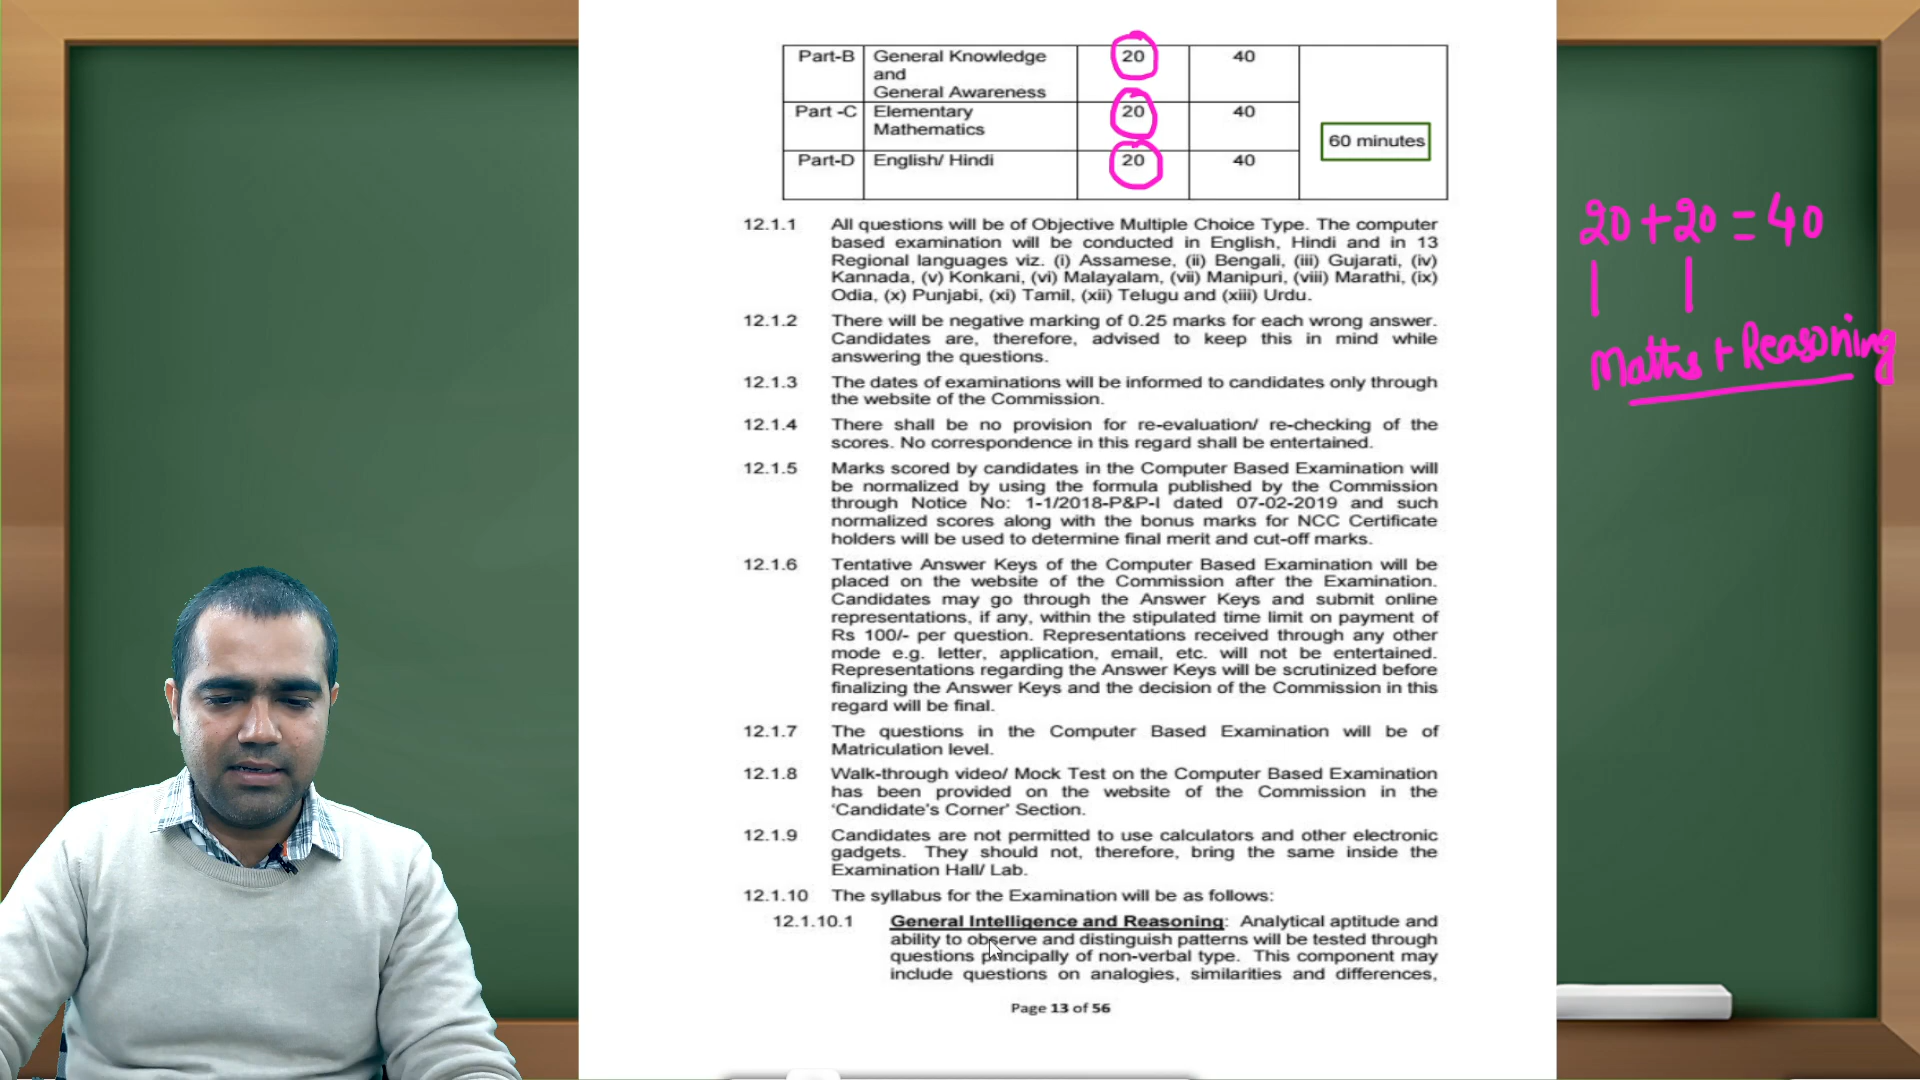 Part-B General Knowledge 20 40
and
General Awareness
Part -C Elementary 20 40
Mathematics
60 minutes
Part-D English/ Hindi 20 40
20+20=40
Maths + Reasoning
12.1.1 All questions will be of Objective Multiple Choice Type. The computer
based examination will be conducted in English, Hindi and in 13
Regional languages viz. (i) Assamese, (ii) Bengali, (iii) Gujarati, (iv)
Kannada, (v) Konkani, (vi) Malayalam, (vii) Manipuri, (viii) Marathi, (ix)
Odia, (x) Punjabi, (xi) Tamil, (xii) Telugu and (xiii) Urdu.
12.1.2 There will be negative marking of 0.25 marks for each wrong answer.
Candidates are, therefore, advised to keep this in mind while
answering the questions.
12.1.3 The dates of examinations will be informed to candidates only through
the website of the Commission.
12.1.4 There shall be no provision for re-evaluation/ re-checking of the
scores. No correspondence in this regard shall be entertained.
12.1.5 Marks scored by candidates in the Computer Based Examination will
be normalized by using the formula published by the Commission
through Notice No: 1-1/2018-P&P-I dated 07-02-2019 and such
normalized scores along with the bonus marks for NCC Certificate
holders will be used to determine final merit and cut-off marks.
12.1.6 Tentative Answer Keys of the Computer Based Examination will be
placed on the website of the Commission after the Examination.
Candidates may go through the Answer Keys and submit online
representations, if any, within the stipulated time limit on payment of
Rs 100/- per question. Representations received through any other
mode e.g. letter, application, email, etc. will not be entertained.
Representations regarding the Answer Keys will be scrutinized before
finalizing the Answer Keys and the decision of the Commission in this
regard will be final.
12.1.7 The questions in the Computer Based Examination will be of
Matriculation level.
12.1.8 Walk-through video/ Mock Test on the Computer Based Examination
has been provided on the website of the Commission in the
‘Candidate’s Corner’ Section.
12.1.9 Candidates are not permitted to use calculators and other electronic
gadgets. They should not, therefore, bring the same inside the
Examination Hall/ Lab.
12.1.10 The syllabus for the Examination will be as follows:
12.1.10.1 General Intelligence and Reasoning: Analytical aptitude and
ability to observe and distinguish patterns will be tested through
questions principally of non-verbal type. This component may
include questions on analogies, similarities and differences,
Page 13 of 56